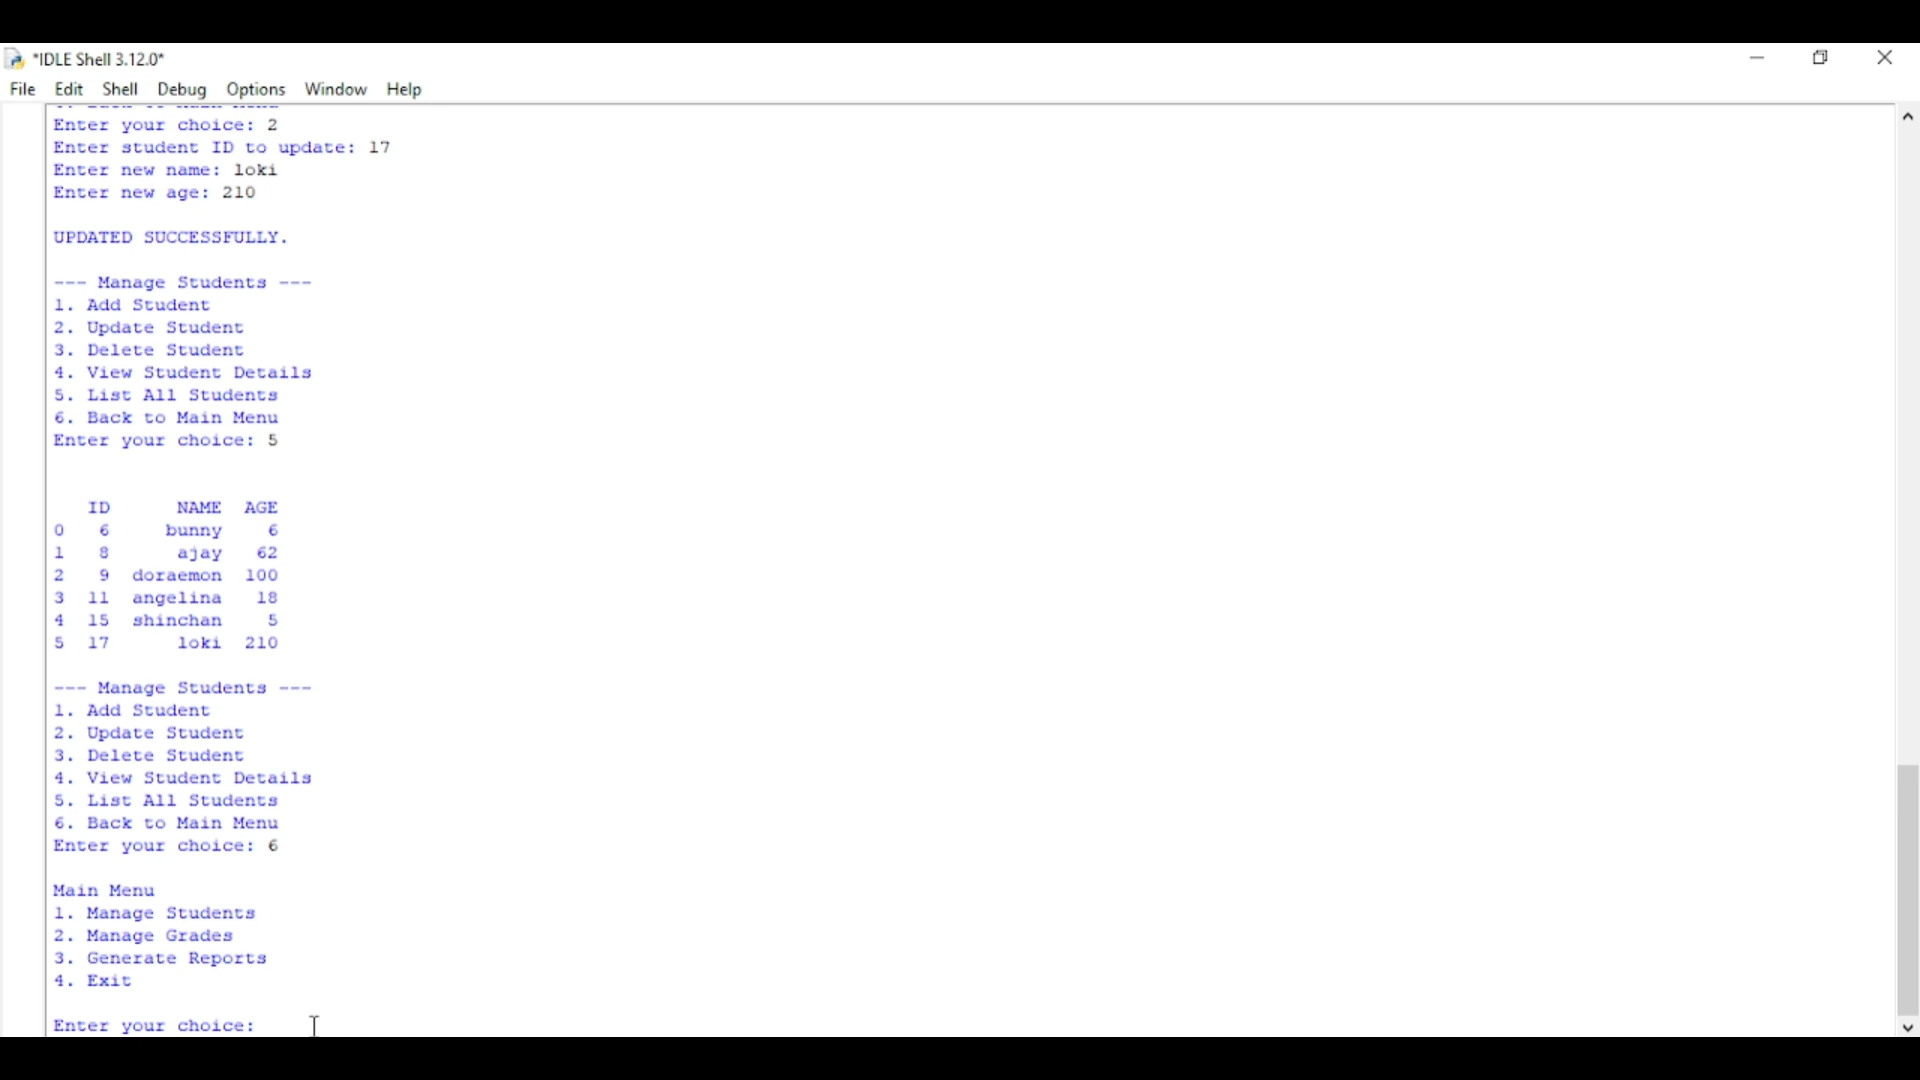 *IDLE Shell 3.12.0*
File Edit Shell Debug Options Window Help
Enter your choice: 2
Enter student ID to update: 17
Enter new name: loki
Enter new age: 210
UPDATED SUCCESSFULLY.
--- Manage Students ---
1. Add Student
2. Update Student
3. Delete Student
4. View Student Details
5. List All Students
6. Back to Main Menu
Enter your choice: 5
ID NAME AGE
0 6 bunny 6
1 8 ajay 62
2 9 doraemon 100
3 11 angelina 18
4 15 shinchan 5
5 17 loki 210
--- Manage Students ---
1. Add Student
2. Update Student
3. Delete Student
4. View Student Details
5. List All Students
6. Back to Main Menu
Enter your choice: 6
Main Menu
1. Manage Students
2. Manage Grades
3. Generate Reports
4. Exit
Enter your choice: